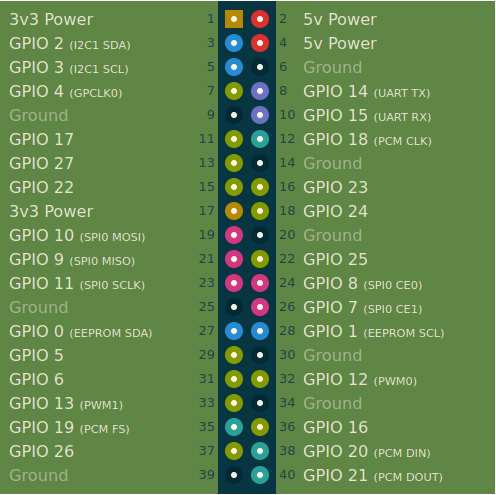 3v3 Power 1 2 5v Power
GPIO 2 (I2C1 SDA) 3 4 5v Power
GPIO 3 (I2C1 SCL) 5 6 Ground
GPIO 4 (GPCLK0) 7 8 GPIO 14 (UART TX)
Ground 9 10 GPIO 15 (UART RX)
GPIO 17 11 12 GPIO 18 (PCM CLK)
GPIO 27 13 14 Ground
GPIO 22 15 16 GPIO 23
3v3 Power 17 18 GPIO 24
GPIO 10 (SPI0 MOSI) 19 20 Ground
GPIO 9 (SPI0 MISO) 21 22 GPIO 25
GPIO 11 (SPI0 SCLK) 23 24 GPIO 8 (SPI0 CE0)
Ground 25 26 GPIO 7 (SPI0 CE1)
GPIO 0 (EEPROM SDA) 27 28 GPIO 1 (EEPROM SCL)
GPIO 5 29 30 Ground
GPIO 6 31 32 GPIO 12 (PWM0)
GPIO 13 (PWM1) 33 34 Ground
GPIO 19 (PCM FS) 35 36 GPIO 16
GPIO 26 37 38 GPIO 20 (PCM DIN)
Ground 39 40 GPIO 21 (PCM DOUT)